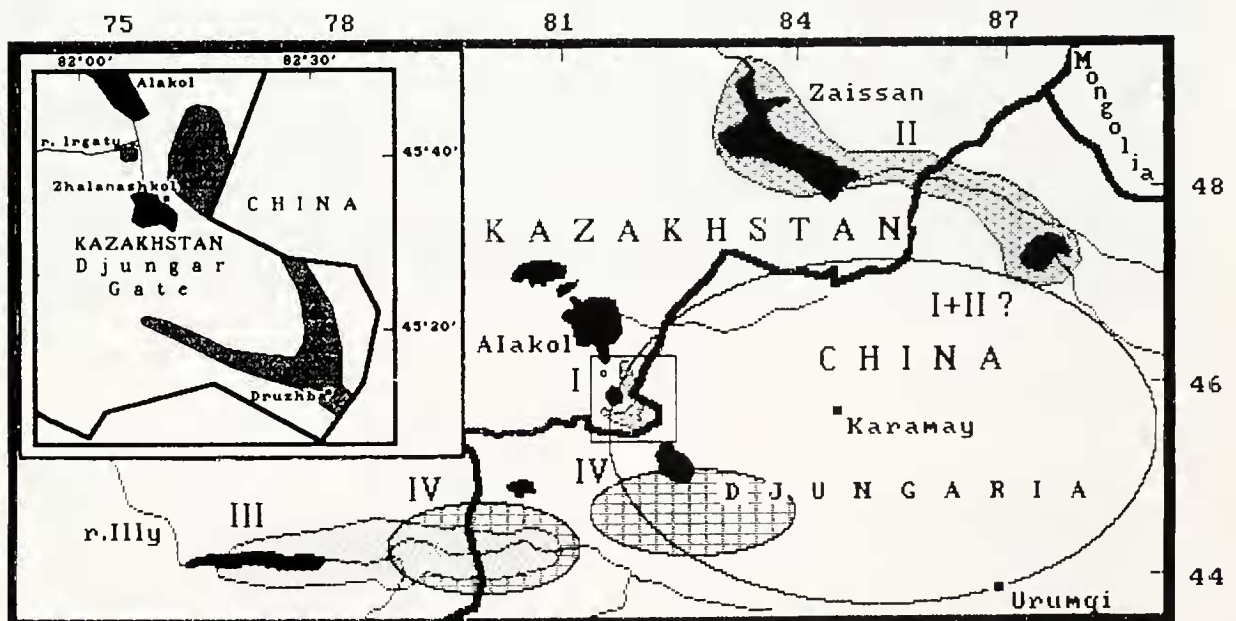 75 78 81 84 87
82°00' 82°30'
Alakol
r. Irgaty
45°40'
Zhalanashkol
CHINA
KAZAKHSTAN
Djungar
Gate
45°20'
Druzhba
Mongolia
Zaissan
II
48
KAZAKHSTAN
I+II ?
Alakol
CHINA
I
46
Karamay
IV
IV
DJUNGARIA
III
r.Illy
44
Urumqi